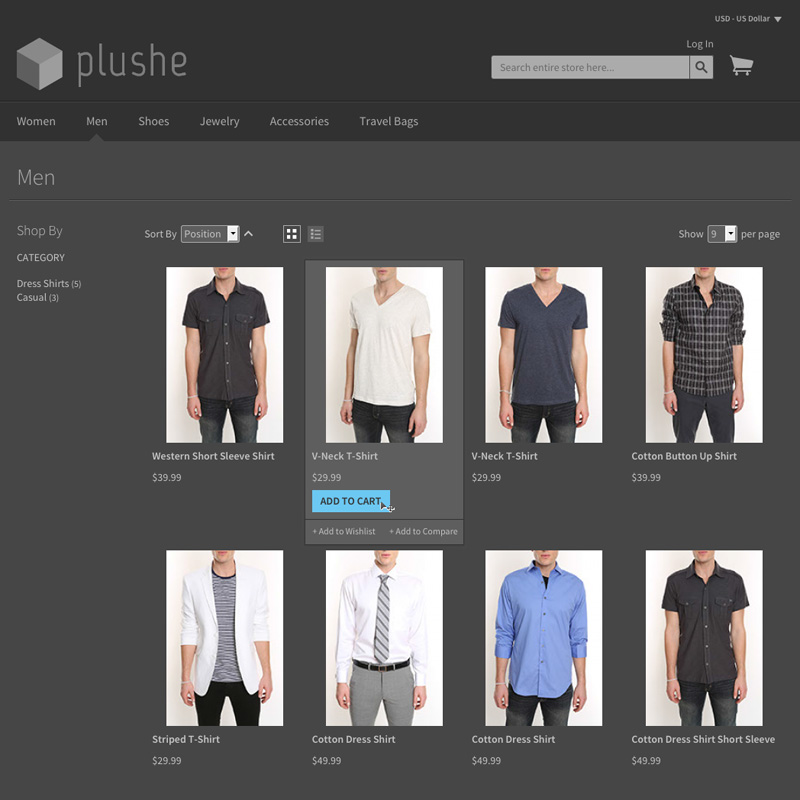 USD - US Dollar
plushe
Log In
Search entire store here...
Women Men Shoes Jewelry Accessories Travel Bags
Men
Shop By
CATEGORY
Dress Shirts (5)
Casual (3)
Sort By Position
Show 9 per page
Western Short Sleeve Shirt
$39.99
V-Neck T-Shirt
$29.99
ADD TO CART
+ Add to Wishlist + Add to Compare
V-Neck T-Shirt
$29.99
Cotton Button Up Shirt
$39.99
Striped T-Shirt
$29.99
Cotton Dress Shirt
$49.99
Cotton Dress Shirt
$49.99
Cotton Dress Shirt Short Sleeve
$49.99